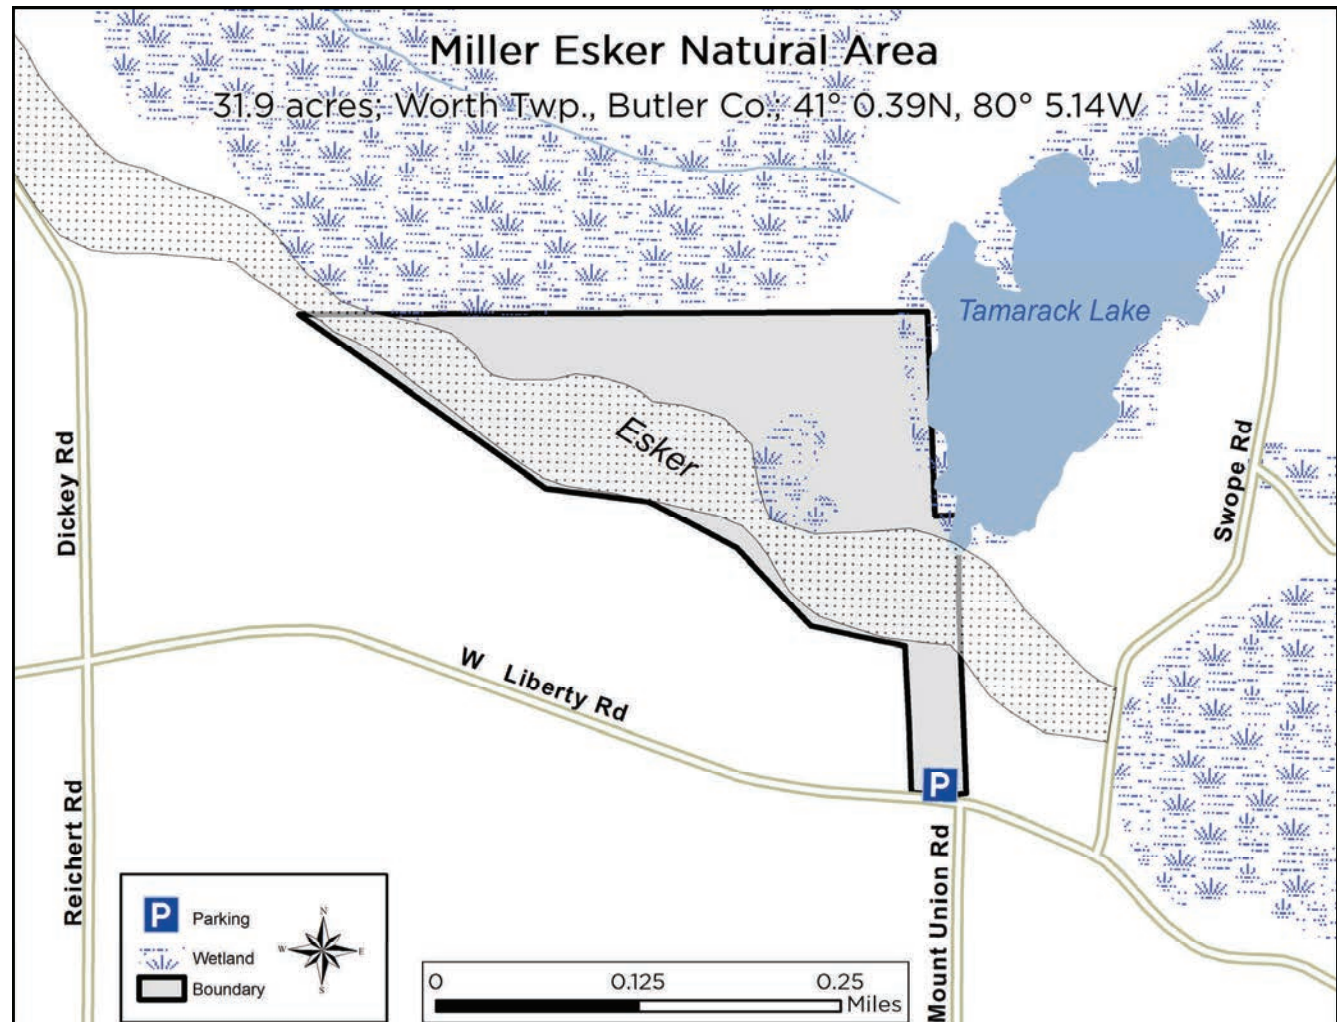 Miller Esker Natural Area
31.9 acres, Worth Twp., Butler Co.; 41° 0.39N, 80° 5.14W
Tamarack Lake
Esker
Dickey Rd
Swope Rd
W Liberty Rd
Reichert Rd
Mount Union Rd
P
P Parking
Wetland
Boundary
N
W E
S
0 0.125 0.25
Miles